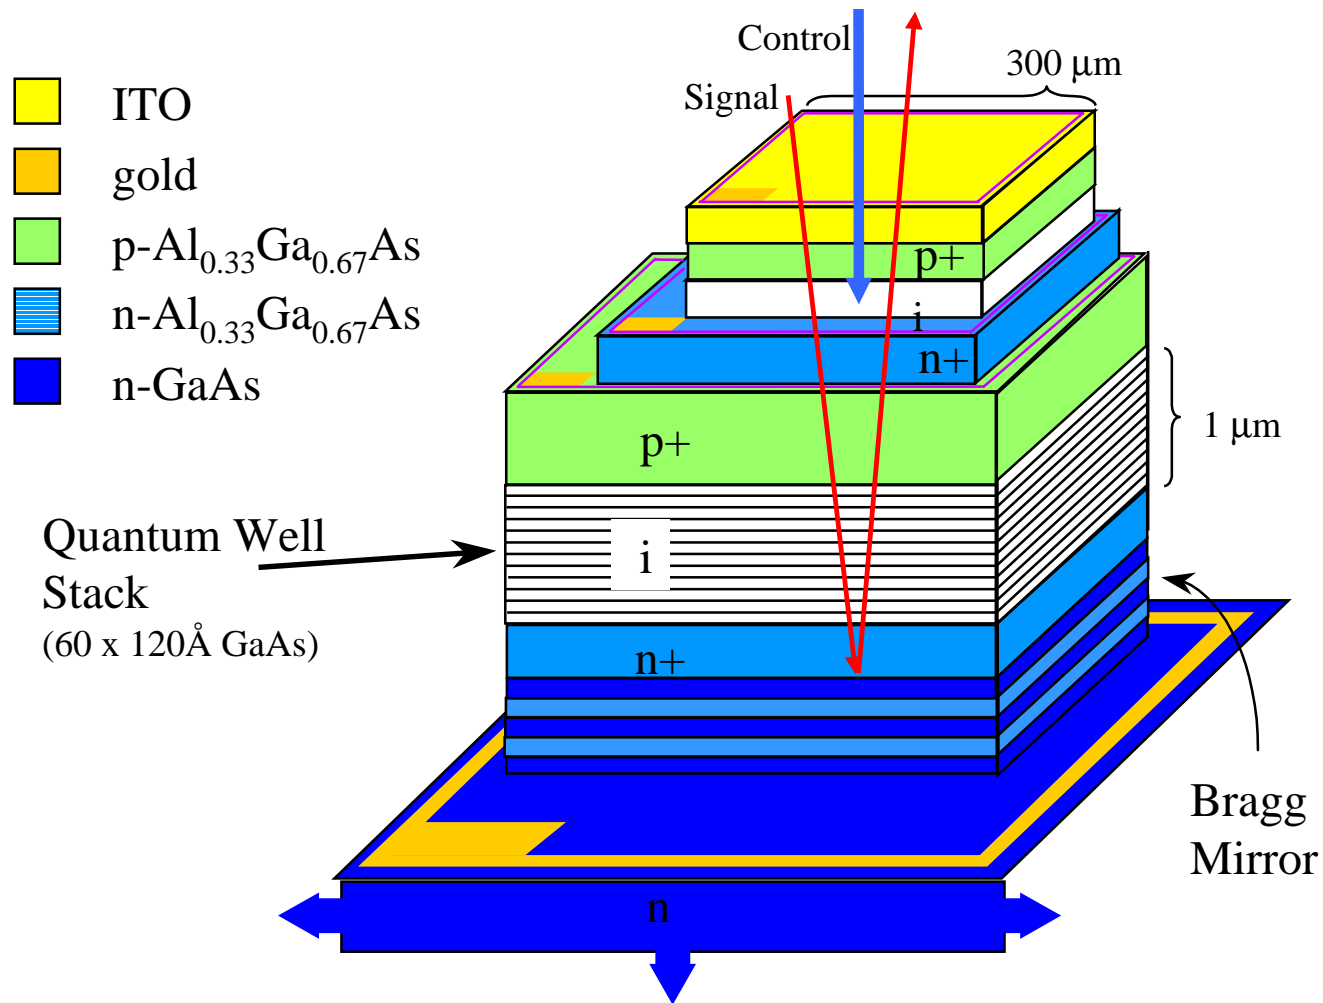 Control
300 μm
Signal
ITO
gold
p-Al0.33Ga0.67As
n-Al0.33Ga0.67As
n-GaAs
p+
i
n+
p+
1 μm
Quantum Well
Stack
(60 x 120Å GaAs)
i
n+
Bragg
Mirror
n